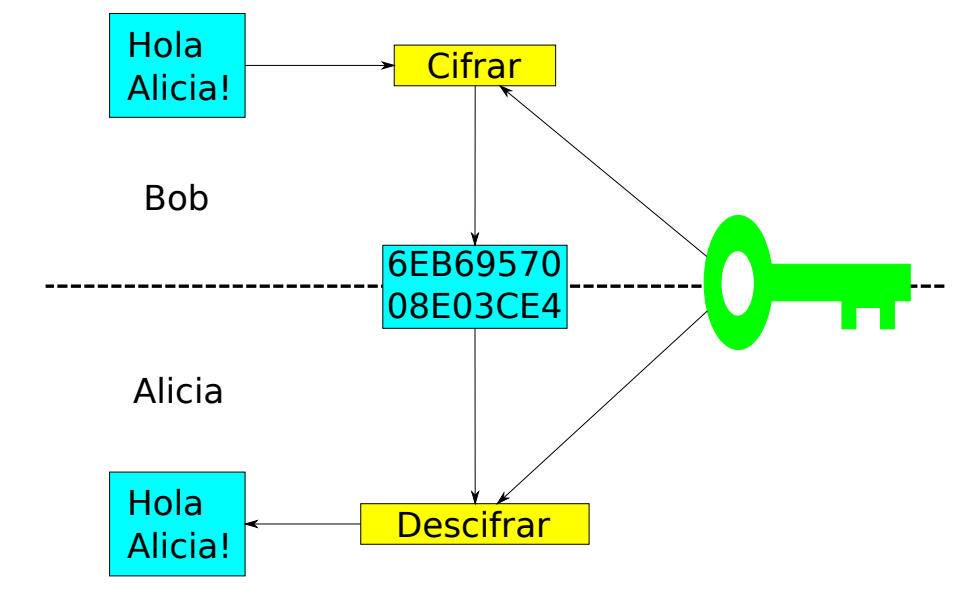 Hola
Alicia!
Cifrar
Bob
6EB69570
08E03CE4
Alicia
Hola
Alicia!
Descifrar